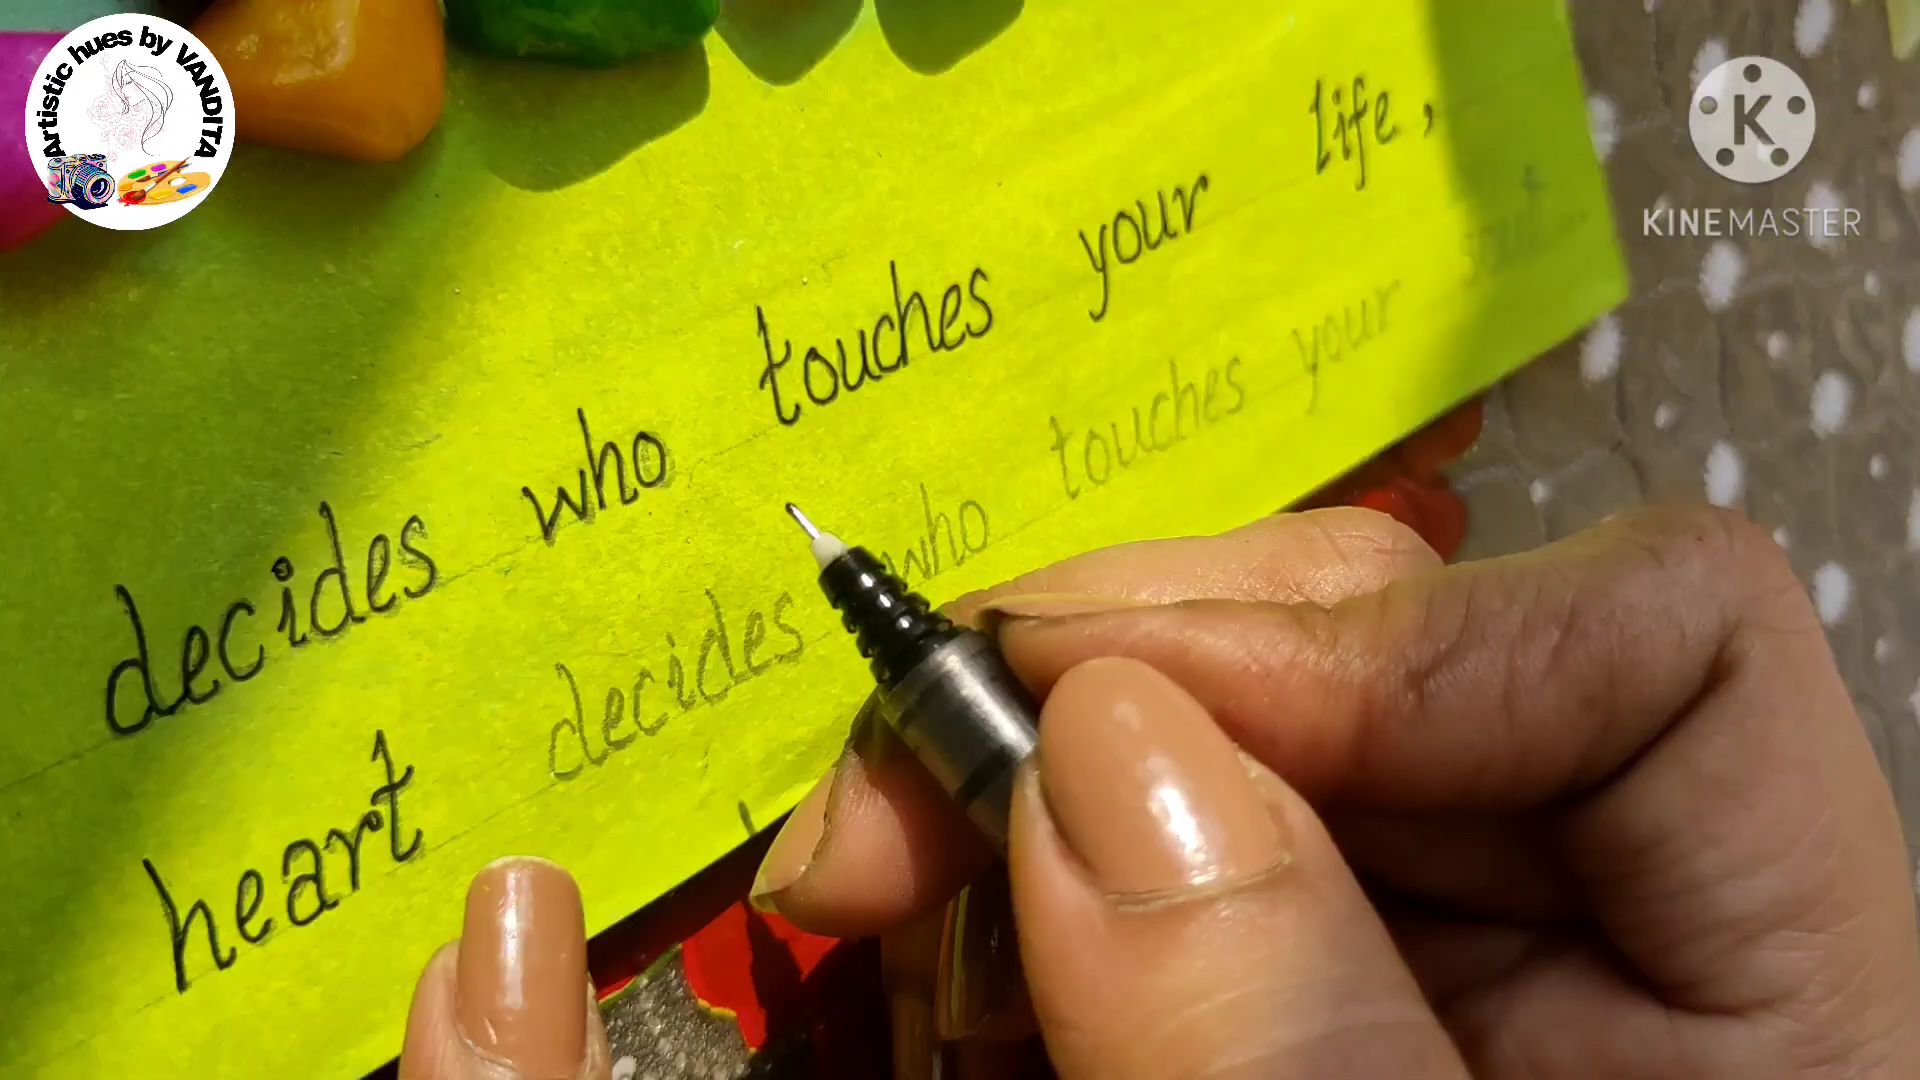 Artistic hues by VANDITA
K
KINEMASTER
decides who touches your life,
heart decides who touches your